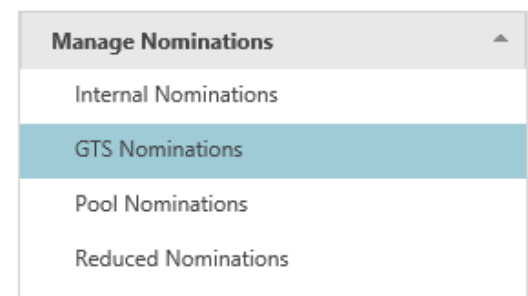 Manage Nominations
Internal Nominations
GTS Nominations
Pool Nominations
Reduced Nominations